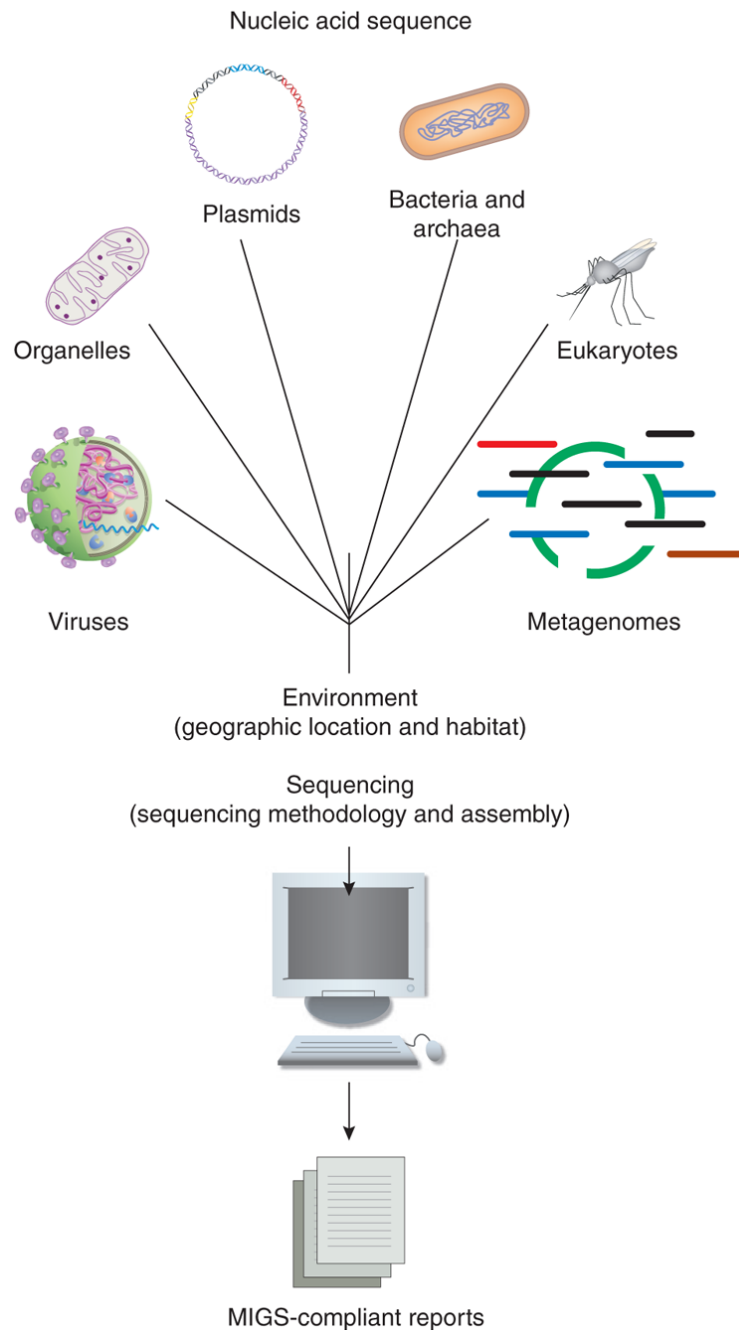 Nucleic acid sequence
Plasmids
Bacteria and
archaea
Organelles
Eukaryotes
Viruses
Metagenomes
Environment
(geographic location and habitat)
Sequencing
(sequencing methodology and assembly)
MIGS-compliant reports